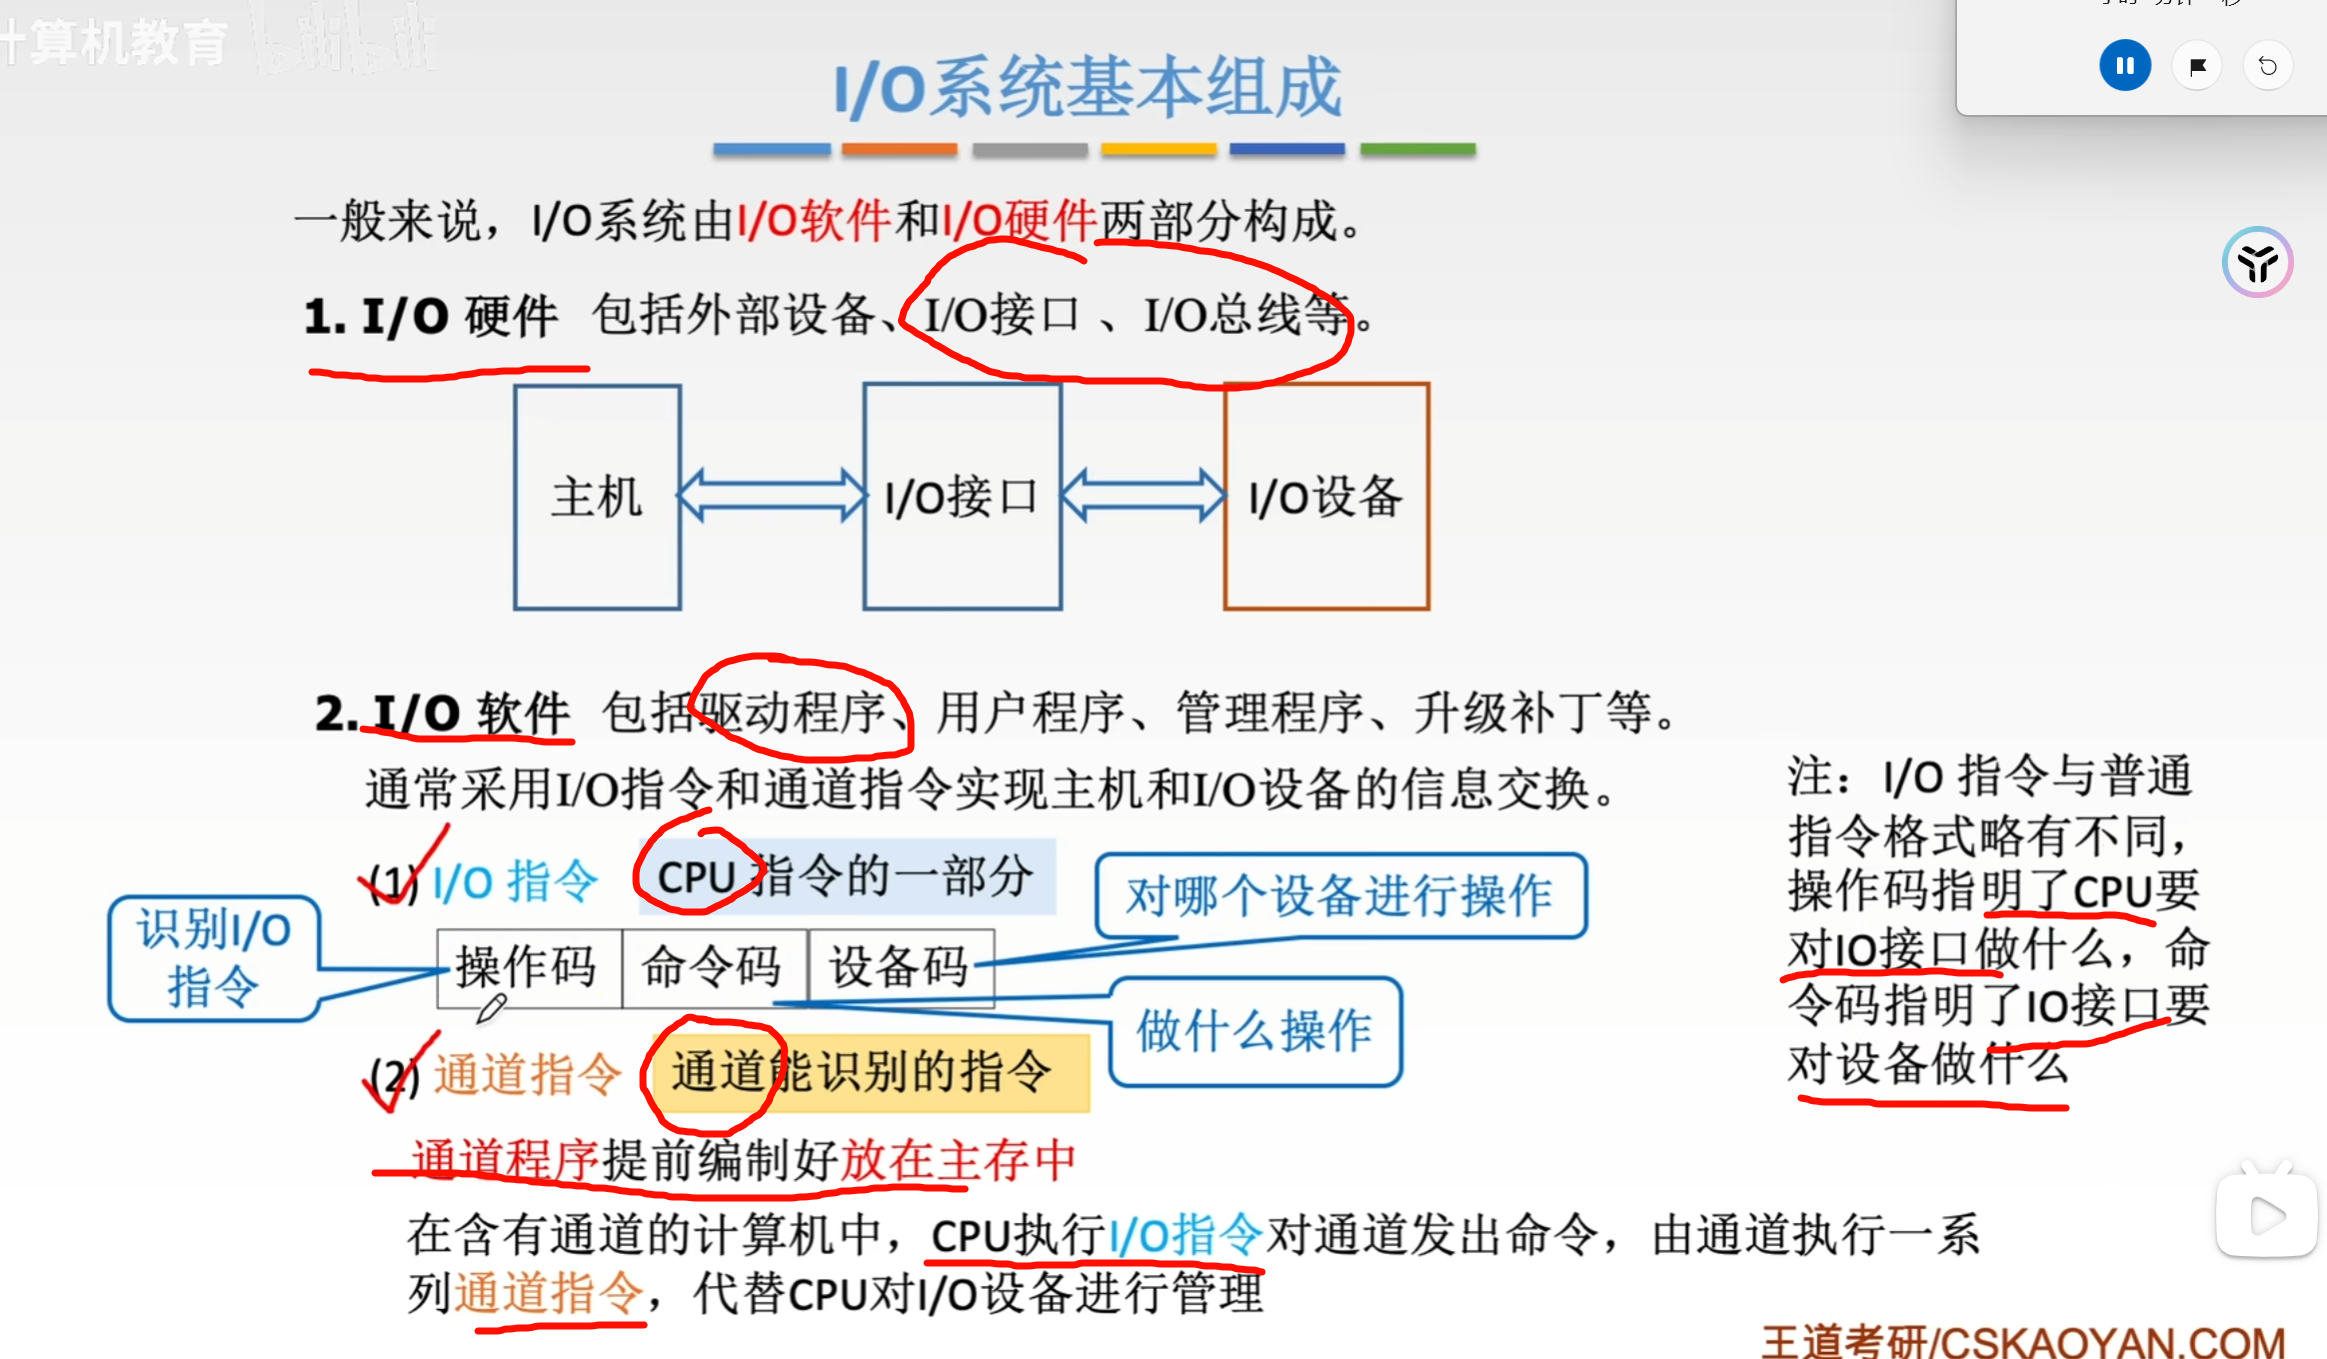 计算机教育 bilibili
I/O系统基本组成
一般来说，I/O系统由I/O软件和I/O硬件两部分构成。
1. I/O 硬件 包括外部设备、I/O接口 、I/O总线等。
主机
I/O接口
I/O设备
2. I/O 软件 包括驱动程序、用户程序、管理程序、升级补丁等。
通常采用I/O指令和通道指令实现主机和I/O设备的信息交换。
(1) I/O 指令 CPU 指令的一部分
对哪个设备进行操作
识别I/O
指令
操作码 命令码 设备码
做什么操作
(2) 通道指令 通道能识别的指令
通道程序提前编制好放在主存中
在含有通道的计算机中，CPU执行I/O指令对通道发出命令，由通道执行一系
列通道指令，代替CPU对I/O设备进行管理
注：I/O 指令与普通
指令格式略有不同，
操作码指明了CPU要
对IO接口做什么，命
令码指明了IO接口要
对设备做什么
王道考研/CSKAOYAN.COM